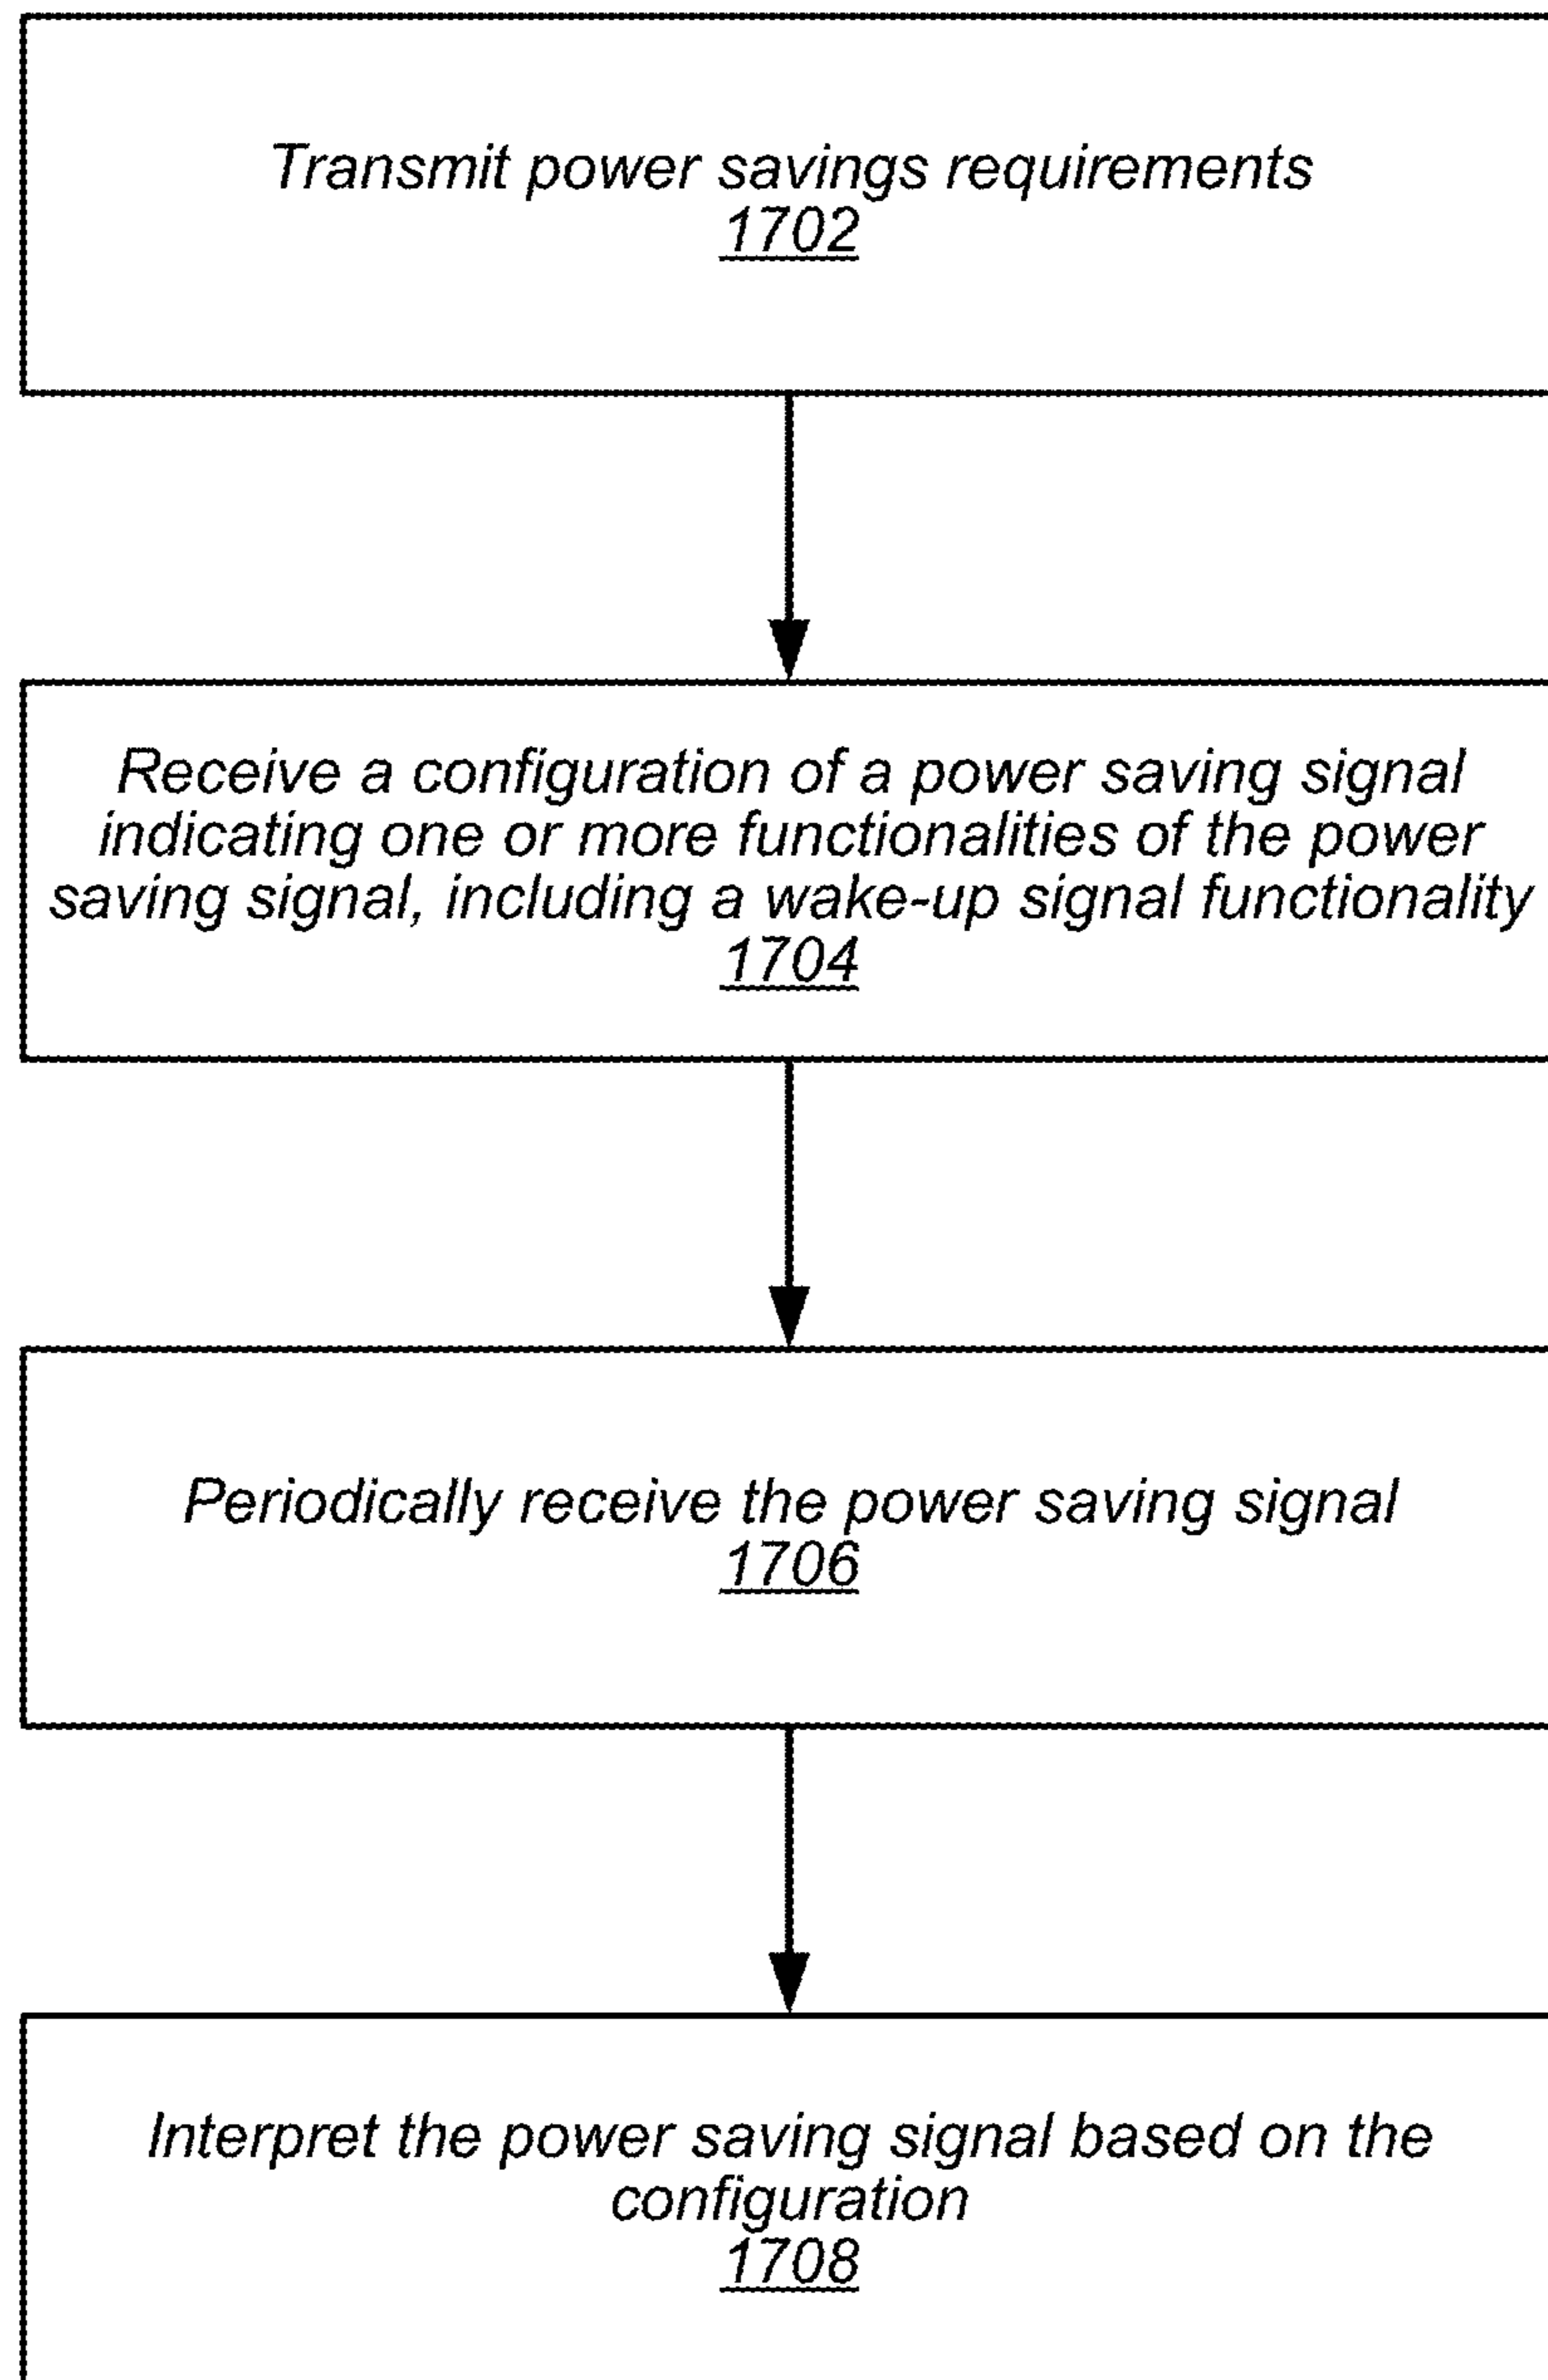 Transmit power savings requirements
1702
Receive a configuration of a power saving signal
indicating one or more functionalities of the power
saving signal, including a wake-up signal functionality
1704
Periodically receive the power saving signal
1706
Interpret the power saving signal based on the
configuration
1708